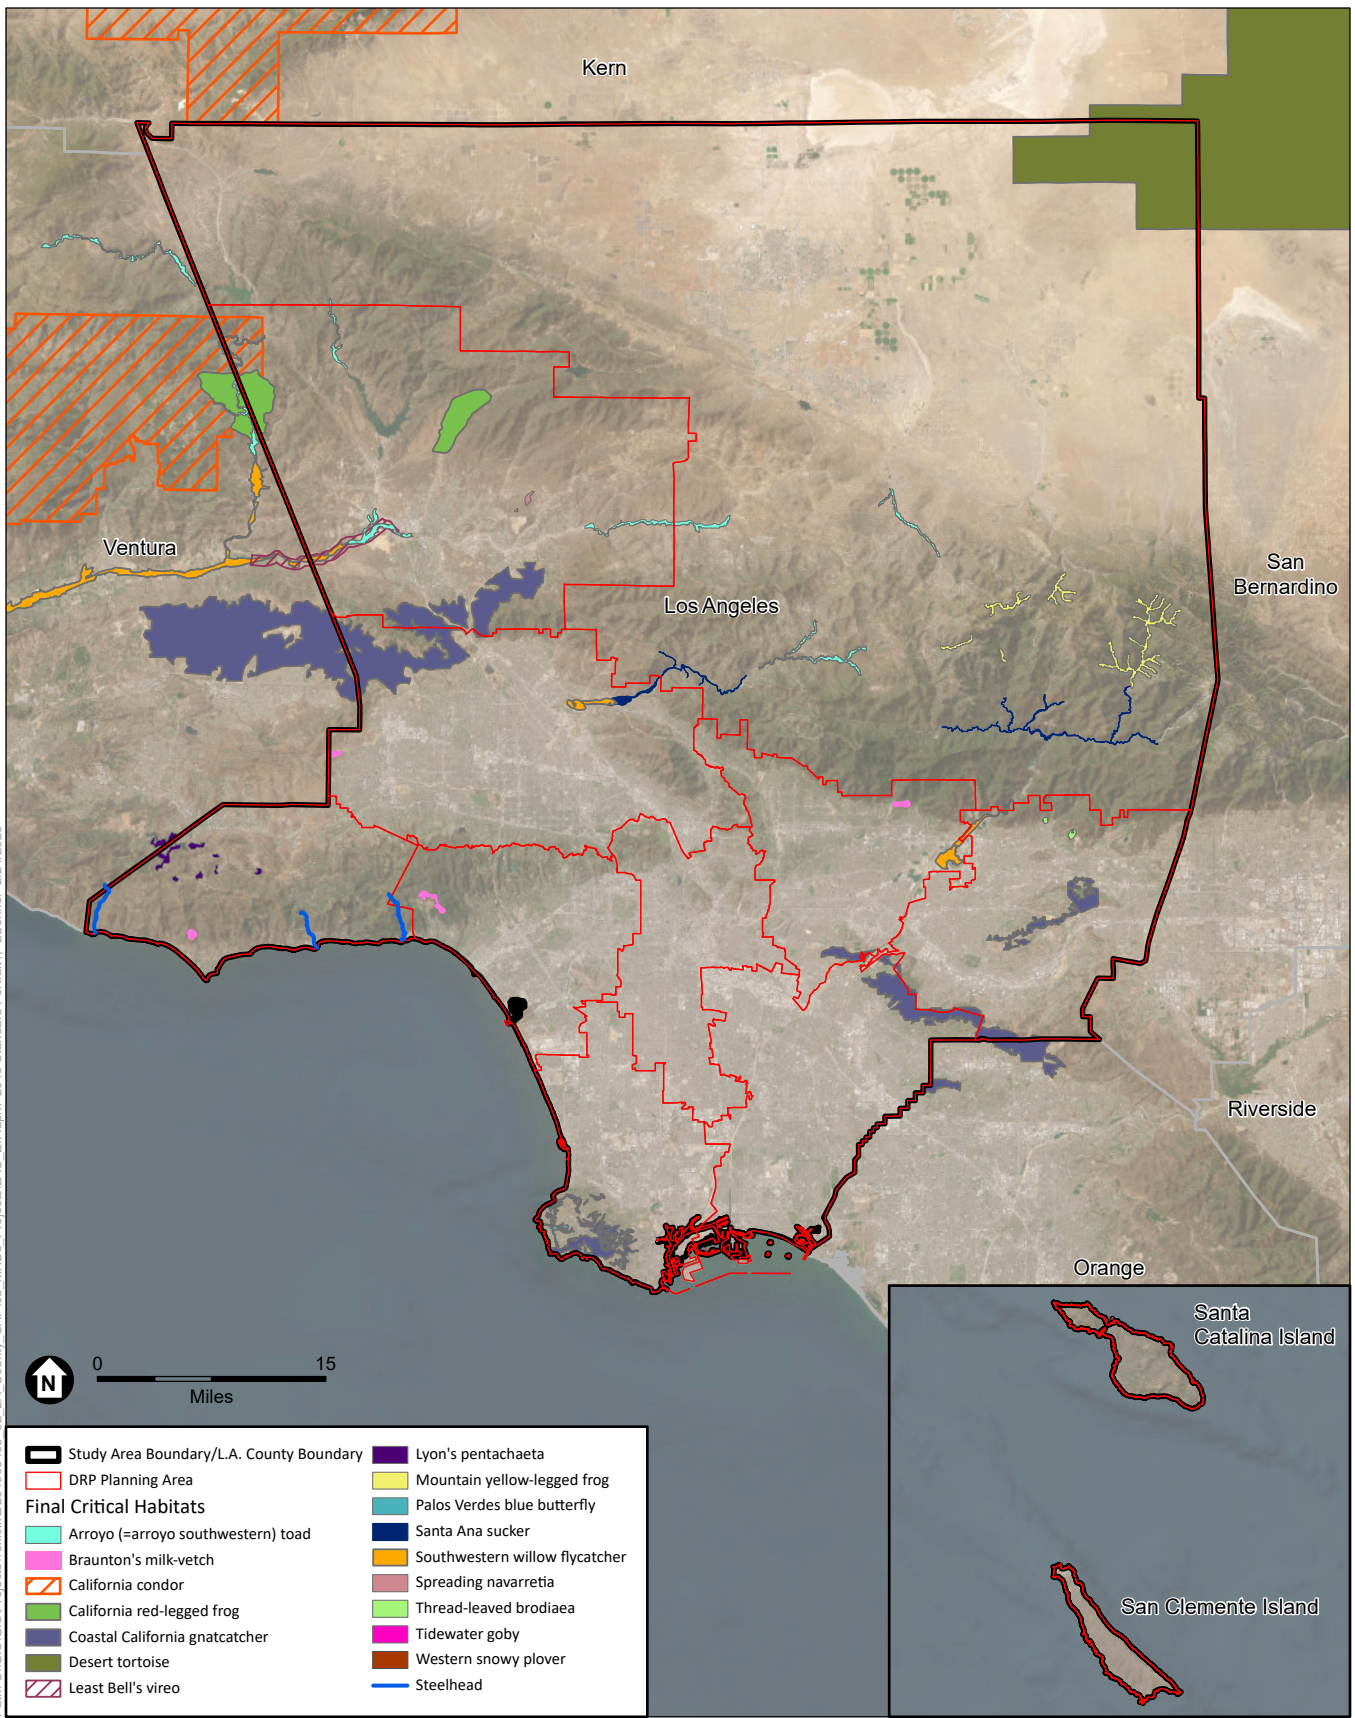 Kern
Ventura
Los Angeles
San
Bernardino
Riverside
Orange
Santa
Catalina Island
San Clemente Island
N
0 15
Miles
Study Area Boundary/L.A. County Boundary
DRP Planning Area
Final Critical Habitats
Arroyo (=arroyo southwestern) toad
Braunton's milk-vetch
California condor
California red-legged frog
Coastal California gnatcatcher
Desert tortoise
Least Bell's vireo
Lyon's pentachaeta
Mountain yellow-legged frog
Palos Verdes blue butterfly
Santa Ana sucker
Southwestern willow flycatcher
Spreading navarretia
Thread-leaved brodiaea
Tidewater goby
Western snowy plover
Steelhead